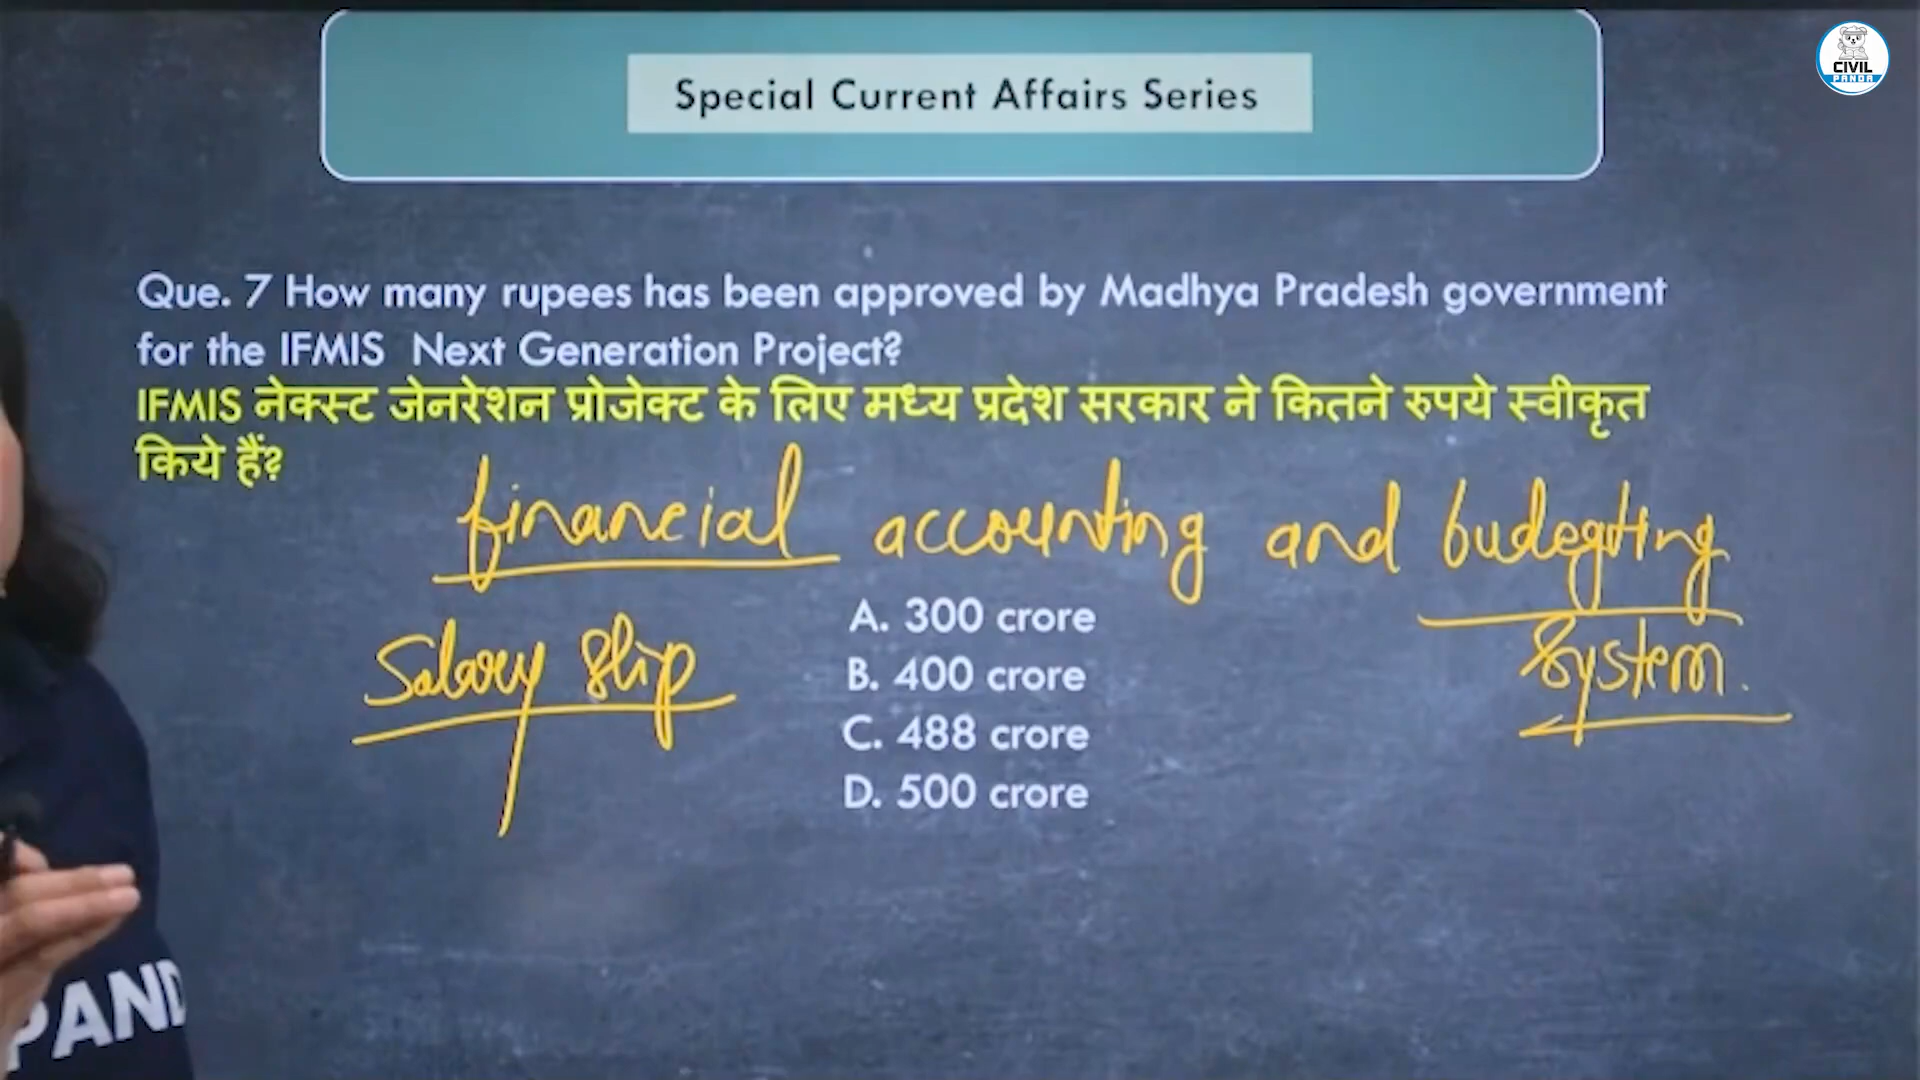 Special Current Affairs Series
CIVIL
PANDA
Que. 7 How many rupees has been approved by Madhya Pradesh government
for the IFMIS Next Generation Project?
IFMIS नेक्स्ट जेनरेशन प्रोजेक्ट के लिए मध्य प्रदेश सरकार ने कितने रुपये स्वीकृत
किये हैं?
financial accounting and budegting
system.
Salary slip
A. 300 crore
B. 400 crore
C. 488 crore
D. 500 crore
PAND